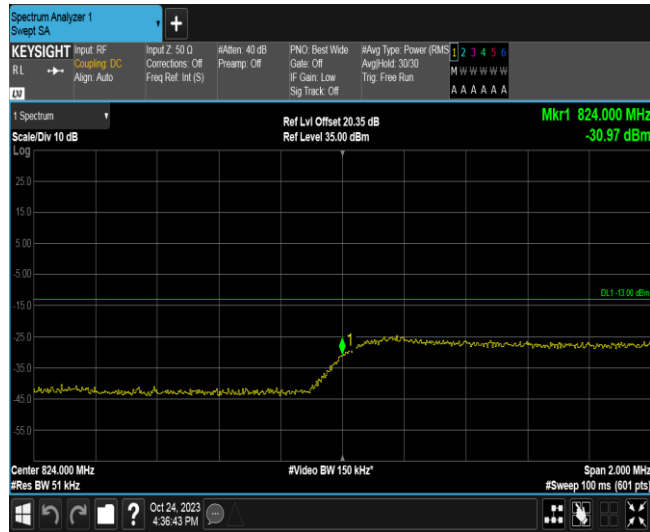 Spectrum Analyzer 1
Swept SA
+
KEYSIGHT
RL
LXI
Input: RF
Coupling: DC
Align: Auto
Input Z: 50 Ω
Corrections: Off
Freq Ref: Int (S)
#Atten: 40 dB
Preamp: Off
PNO: Best Wide
Gate: Off
IF Gain: Low
Sig Track: Off
#Avg Type: Power (RMS
Avg|Hold: 30/30
Trig: Free Run
1 2 3 4 5 6
M W W W W W
A A A A A A
1 Spectrum
Scale/Div 10 dB
Log
Ref Lvl Offset 20.35 dB
Ref Level 35.00 dBm
Mkr1 824.000 MHz
-30.97 dBm
25.0
15.0
5.00
-5.00
DL1 -13.00 dBm
-15.0
-25.0
1
-35.0
-45.0
-55.0
Center 824.000 MHz
#Res BW 51 kHz
#Video BW 150 kHz*
Span 2.000 MHz
#Sweep 100 ms (601 pts)
?
Oct 24, 2023
4:36:43 PM